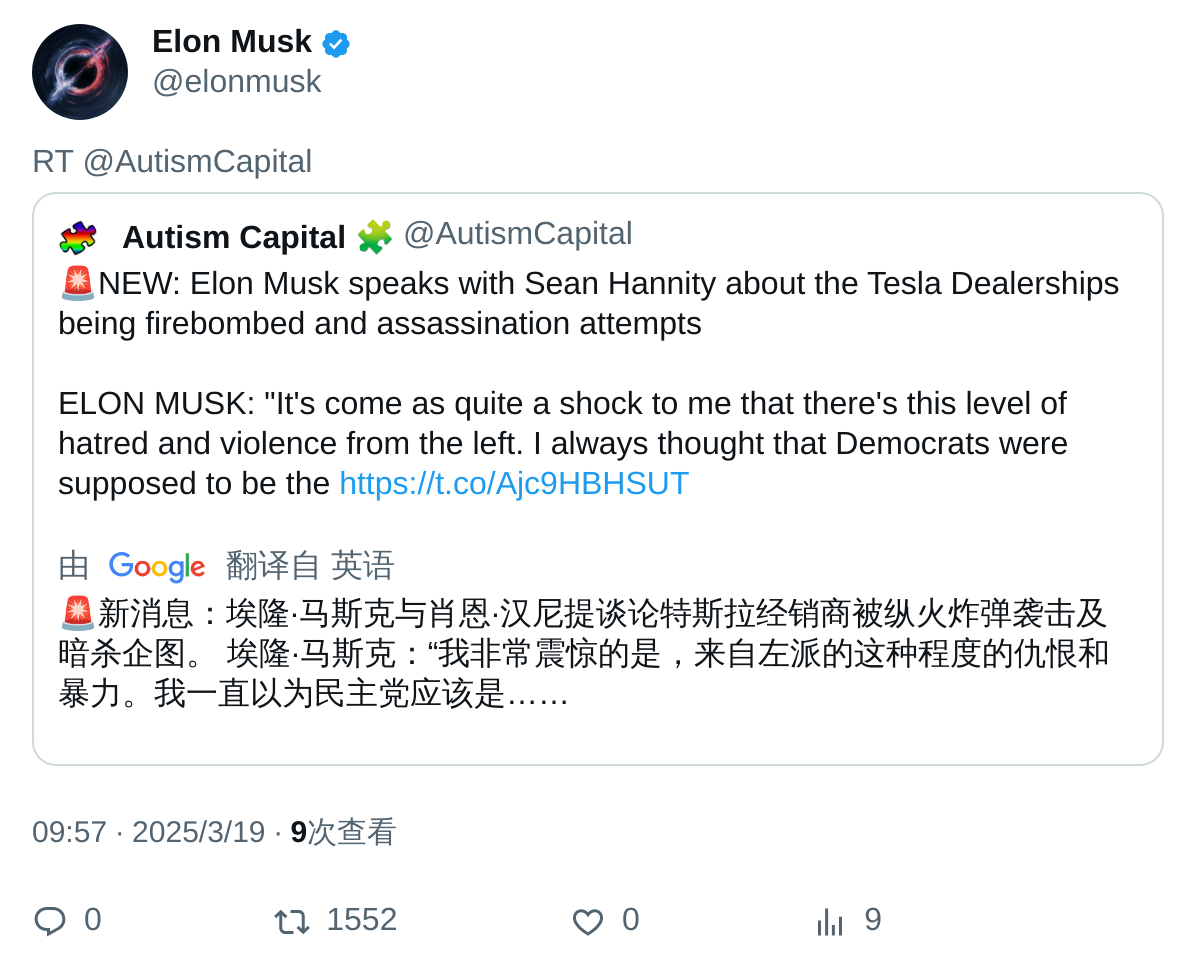 Elon Musk
@elonmusk
RT @AutismCapital
Autism Capital 🧩 @AutismCapital
🚨NEW: Elon Musk speaks with Sean Hannity about the Tesla Dealerships
being firebombed and assassination attempts
ELON MUSK: "It's come as quite a shock to me that there's this level of
hatred and violence from the left. I always thought that Democrats were
supposed to be the https://t.co/Ajc9HBHSUT
由 Google 翻译自 英语
🚨新消息：埃隆·马斯克与肖恩·汉尼提谈论特斯拉经销商被纵火炸弹袭击及
暗杀企图。 埃隆·马斯克：“我非常震惊的是，来自左派的这种程度的仇恨和
暴力。我一直以为民主党应该是……
09:57 · 2025/3/19 · 9次查看
0 1552 0 9